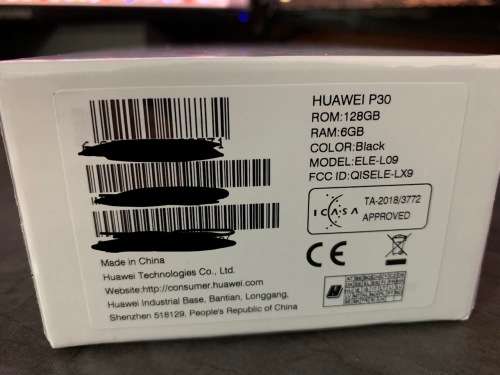 HUAWEI P30
ROM:128GB
RAM:6GB
COLOR:Black
MODEL:ELE-L09
FCC ID:QISELE-LX9
ICASA
TA-2018/3772
APPROVED
CE
Made in China
Huawei Technologies Co., Ltd.
Website:http://consumer.huawei.com
Huawei Industrial Base, Bantian, Longgang,
Shenzhen 518129, People's Republic of China